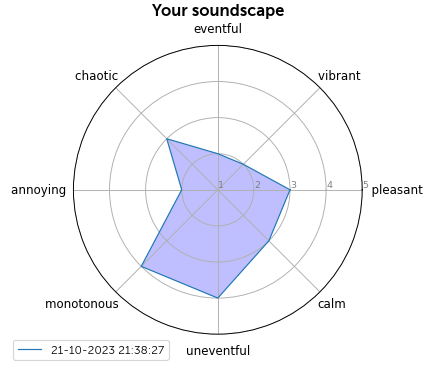 Your soundscape
eventful
chaotic
vibrant
annoying
1 2 3 4 5
pleasant
monotonous
calm
uneventful
21-10-2023 21:38:27